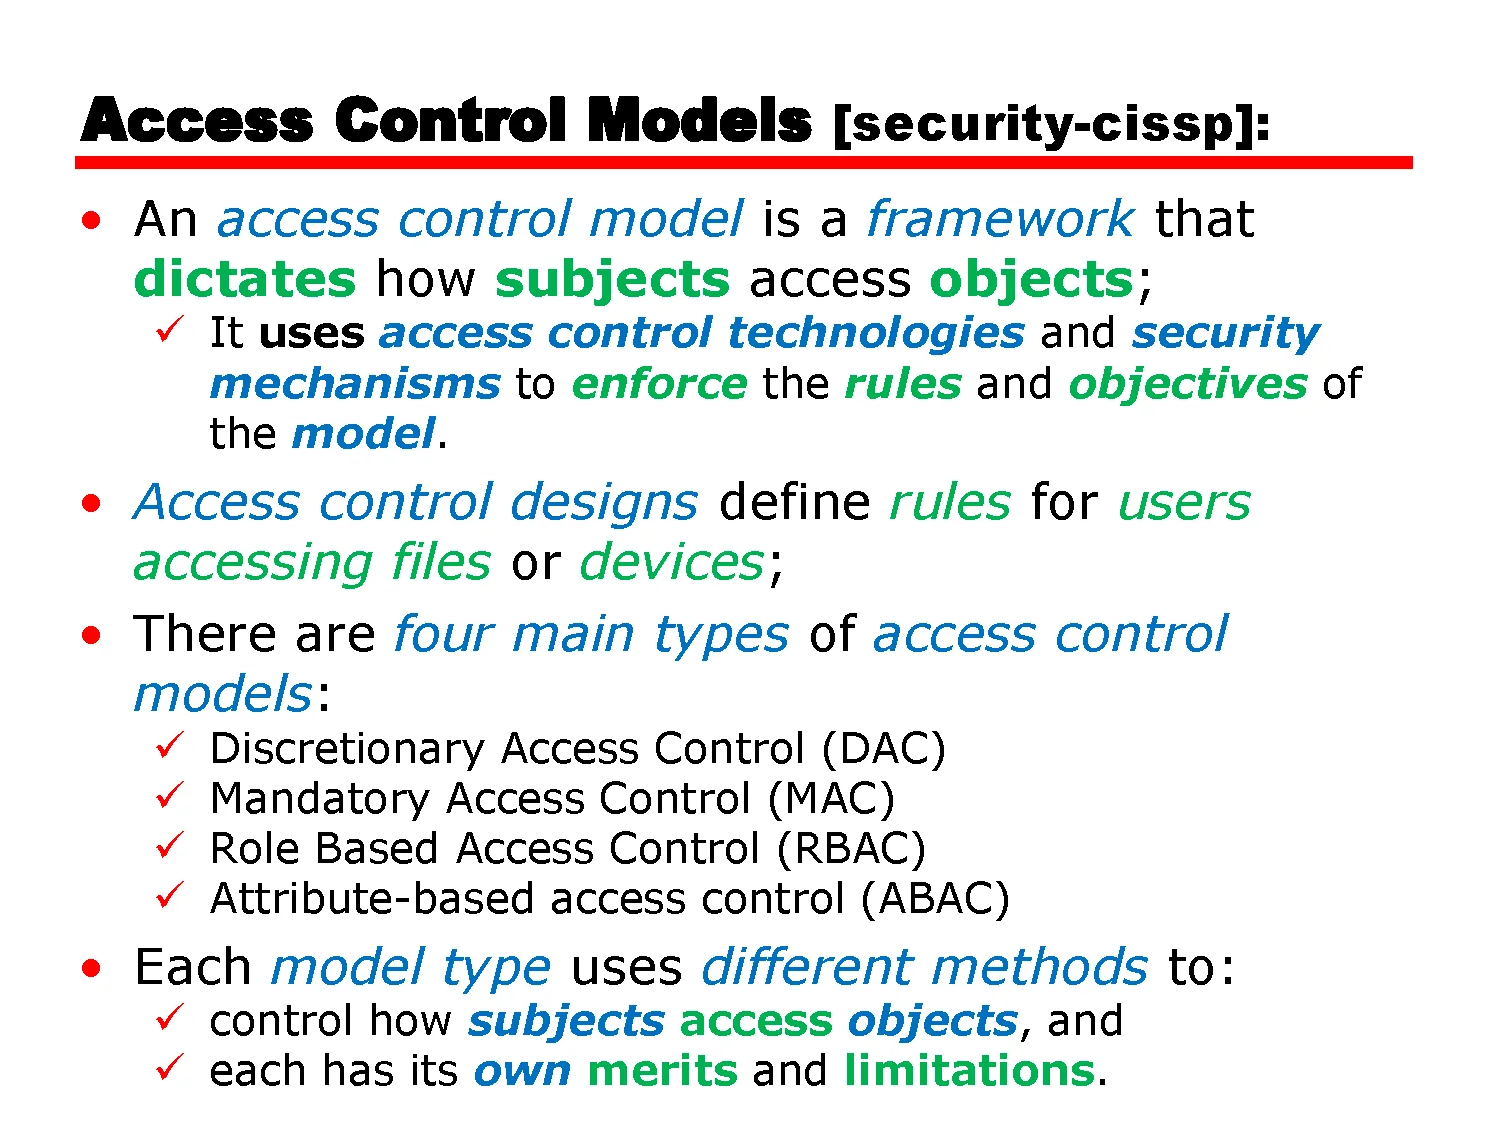 Access Control Models [security-cissp]:
• An access control model is a framework that
dictates how subjects access objects;
✓ It uses access control technologies and security
mechanisms to enforce the rules and objectives of
the model.
• Access control designs define rules for users
accessing files or devices;
• There are four main types of access control
models:
✓ Discretionary Access Control (DAC)
✓ Mandatory Access Control (MAC)
✓ Role Based Access Control (RBAC)
✓ Attribute-based access control (ABAC)
• Each model type uses different methods to:
✓ control how subjects access objects, and
✓ each has its own merits and limitations.